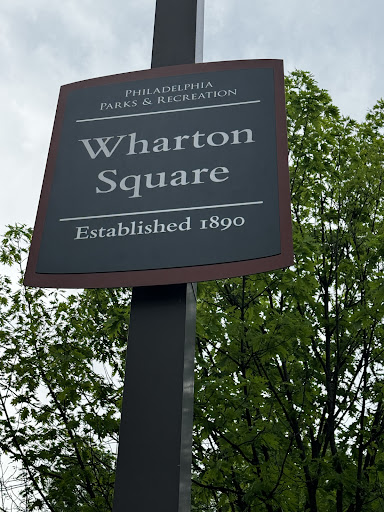 Philadelphia
Parks & Recreation
Wharton
Square
Established 1890